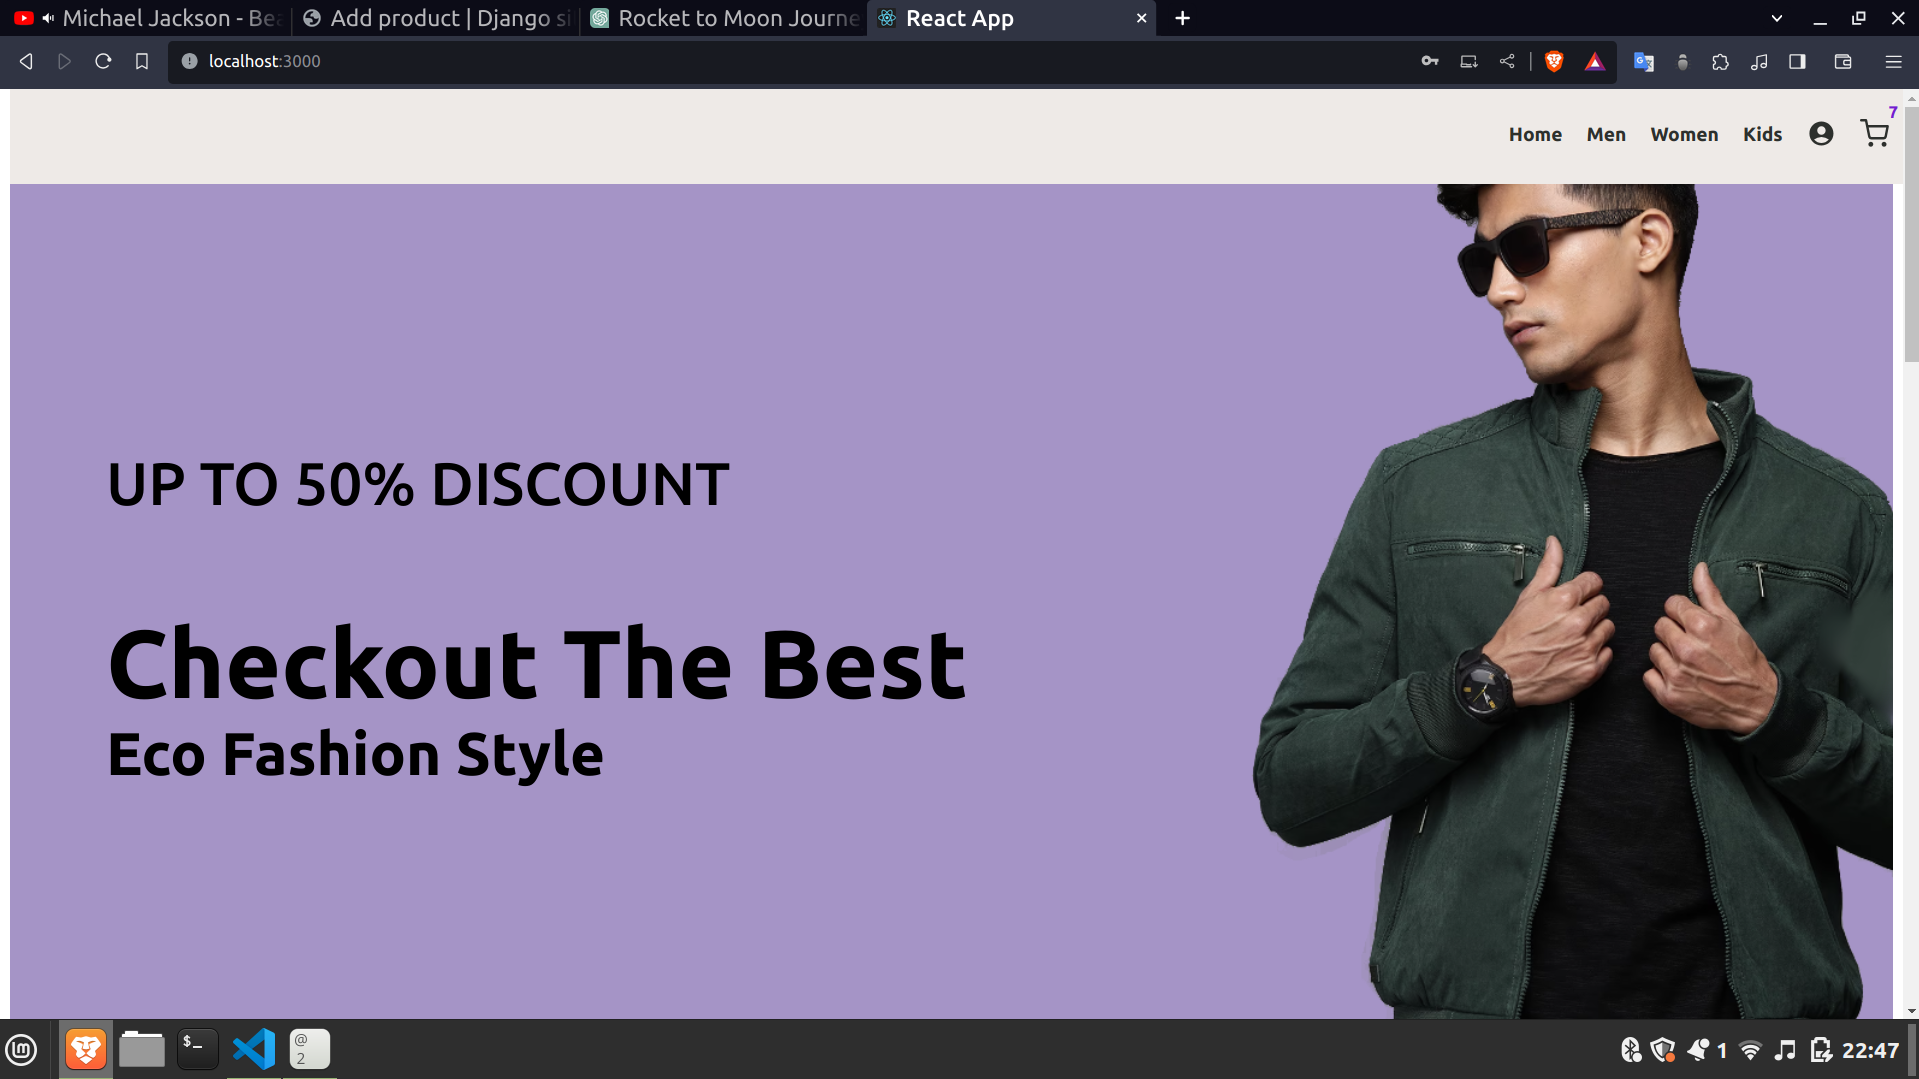 Michael Jackson - Bea
Add product | Django si
Rocket to Moon Journe
React App
localhost:3000
7
Home Men Women Kids
UP TO 50% DISCOUNT
Checkout The Best
Eco Fashion Style
lm
$_
@
2
1
22:47